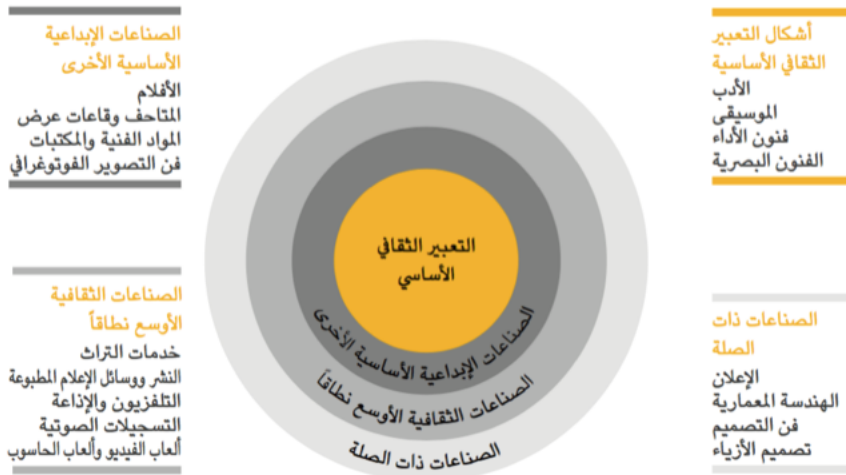 أشكال التعبير
الثقافي الأساسية
الأدب
الموسيقى
فنون الأداء
الفنون البصرية
الصناعات الإبداعية
الأساسية الأخرى
الأفلام
المتاحف وقاعات عرض
المواد الفنية والمكتبات
فن التصوير الفوتوغرافي
التعبير الثقافي
الأساسي
الصناعات الإبداعية الأساسية الأخرى
الصناعات الثقافية الأوسع نطاقاً
الصناعات ذات الصلة
الصناعات ذات
الصلة
الإعلان
الهندسة المعمارية
فن التصميم
تصميم الأزياء
الصناعات الثقافية
الأوسع نطاقاً
خدمات التراث
النشر ووسائل الإعلام المطبوعة
التلفزيون والإذاعة
التسجيلات الصوتية
ألعاب الفيديو وألعاب الحاسوب